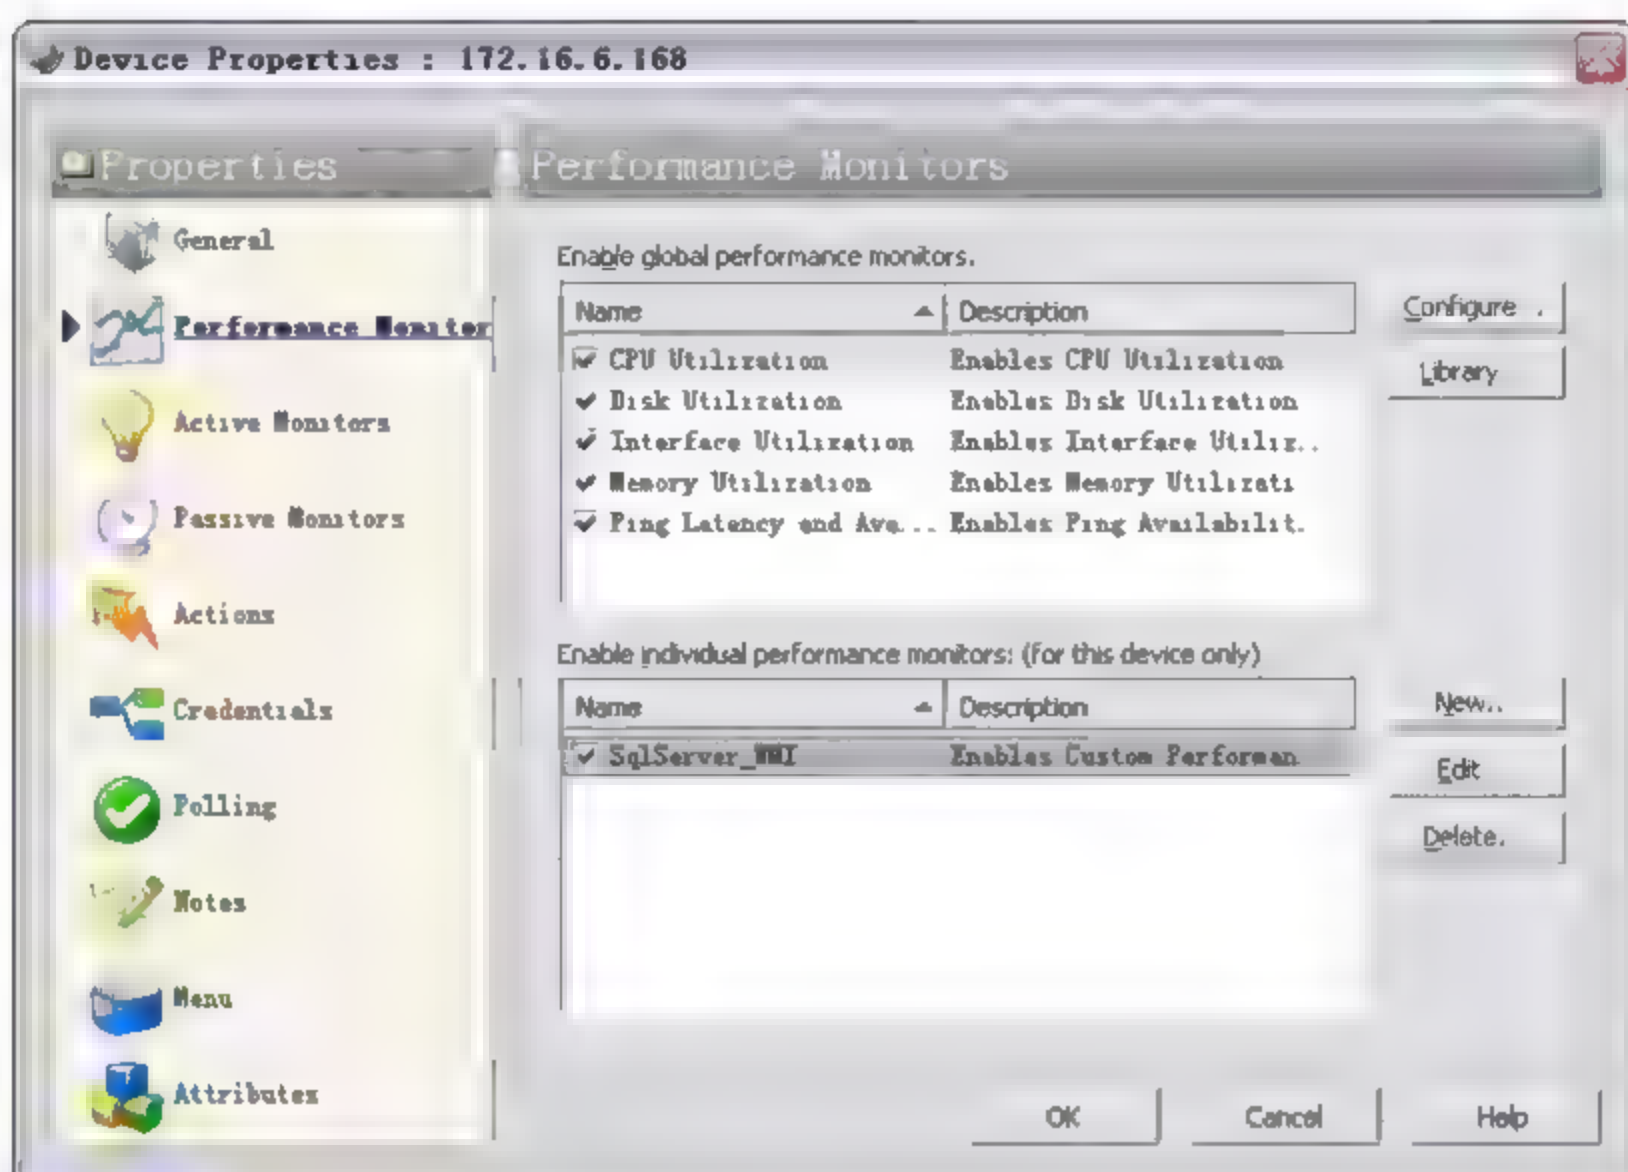 Device Properties : 172.16.6.168
Properties
General
Performance Monitor
Active Monitors
Passive Monitors
Actions
Credentials
Polling
Notes
Menu
Attributes
Performance Monitors
Enable global performance monitors.
Name Description
CPU Utilization Enables CPU Utilization
Disk Utilization Enables Disk Utilization
Interface Utilization Enables Interface Utiliz..
Memory Utilization Enables Memory Utilizati
Ping Latency and Ava... Enables Ping Availabilit.
Configure .
Library
Enable individual performance monitors: (for this device only)
Name Description
SqlServer_WMI Enables Custom Performan
New..
Edit
Delete.
OK Cancel Help